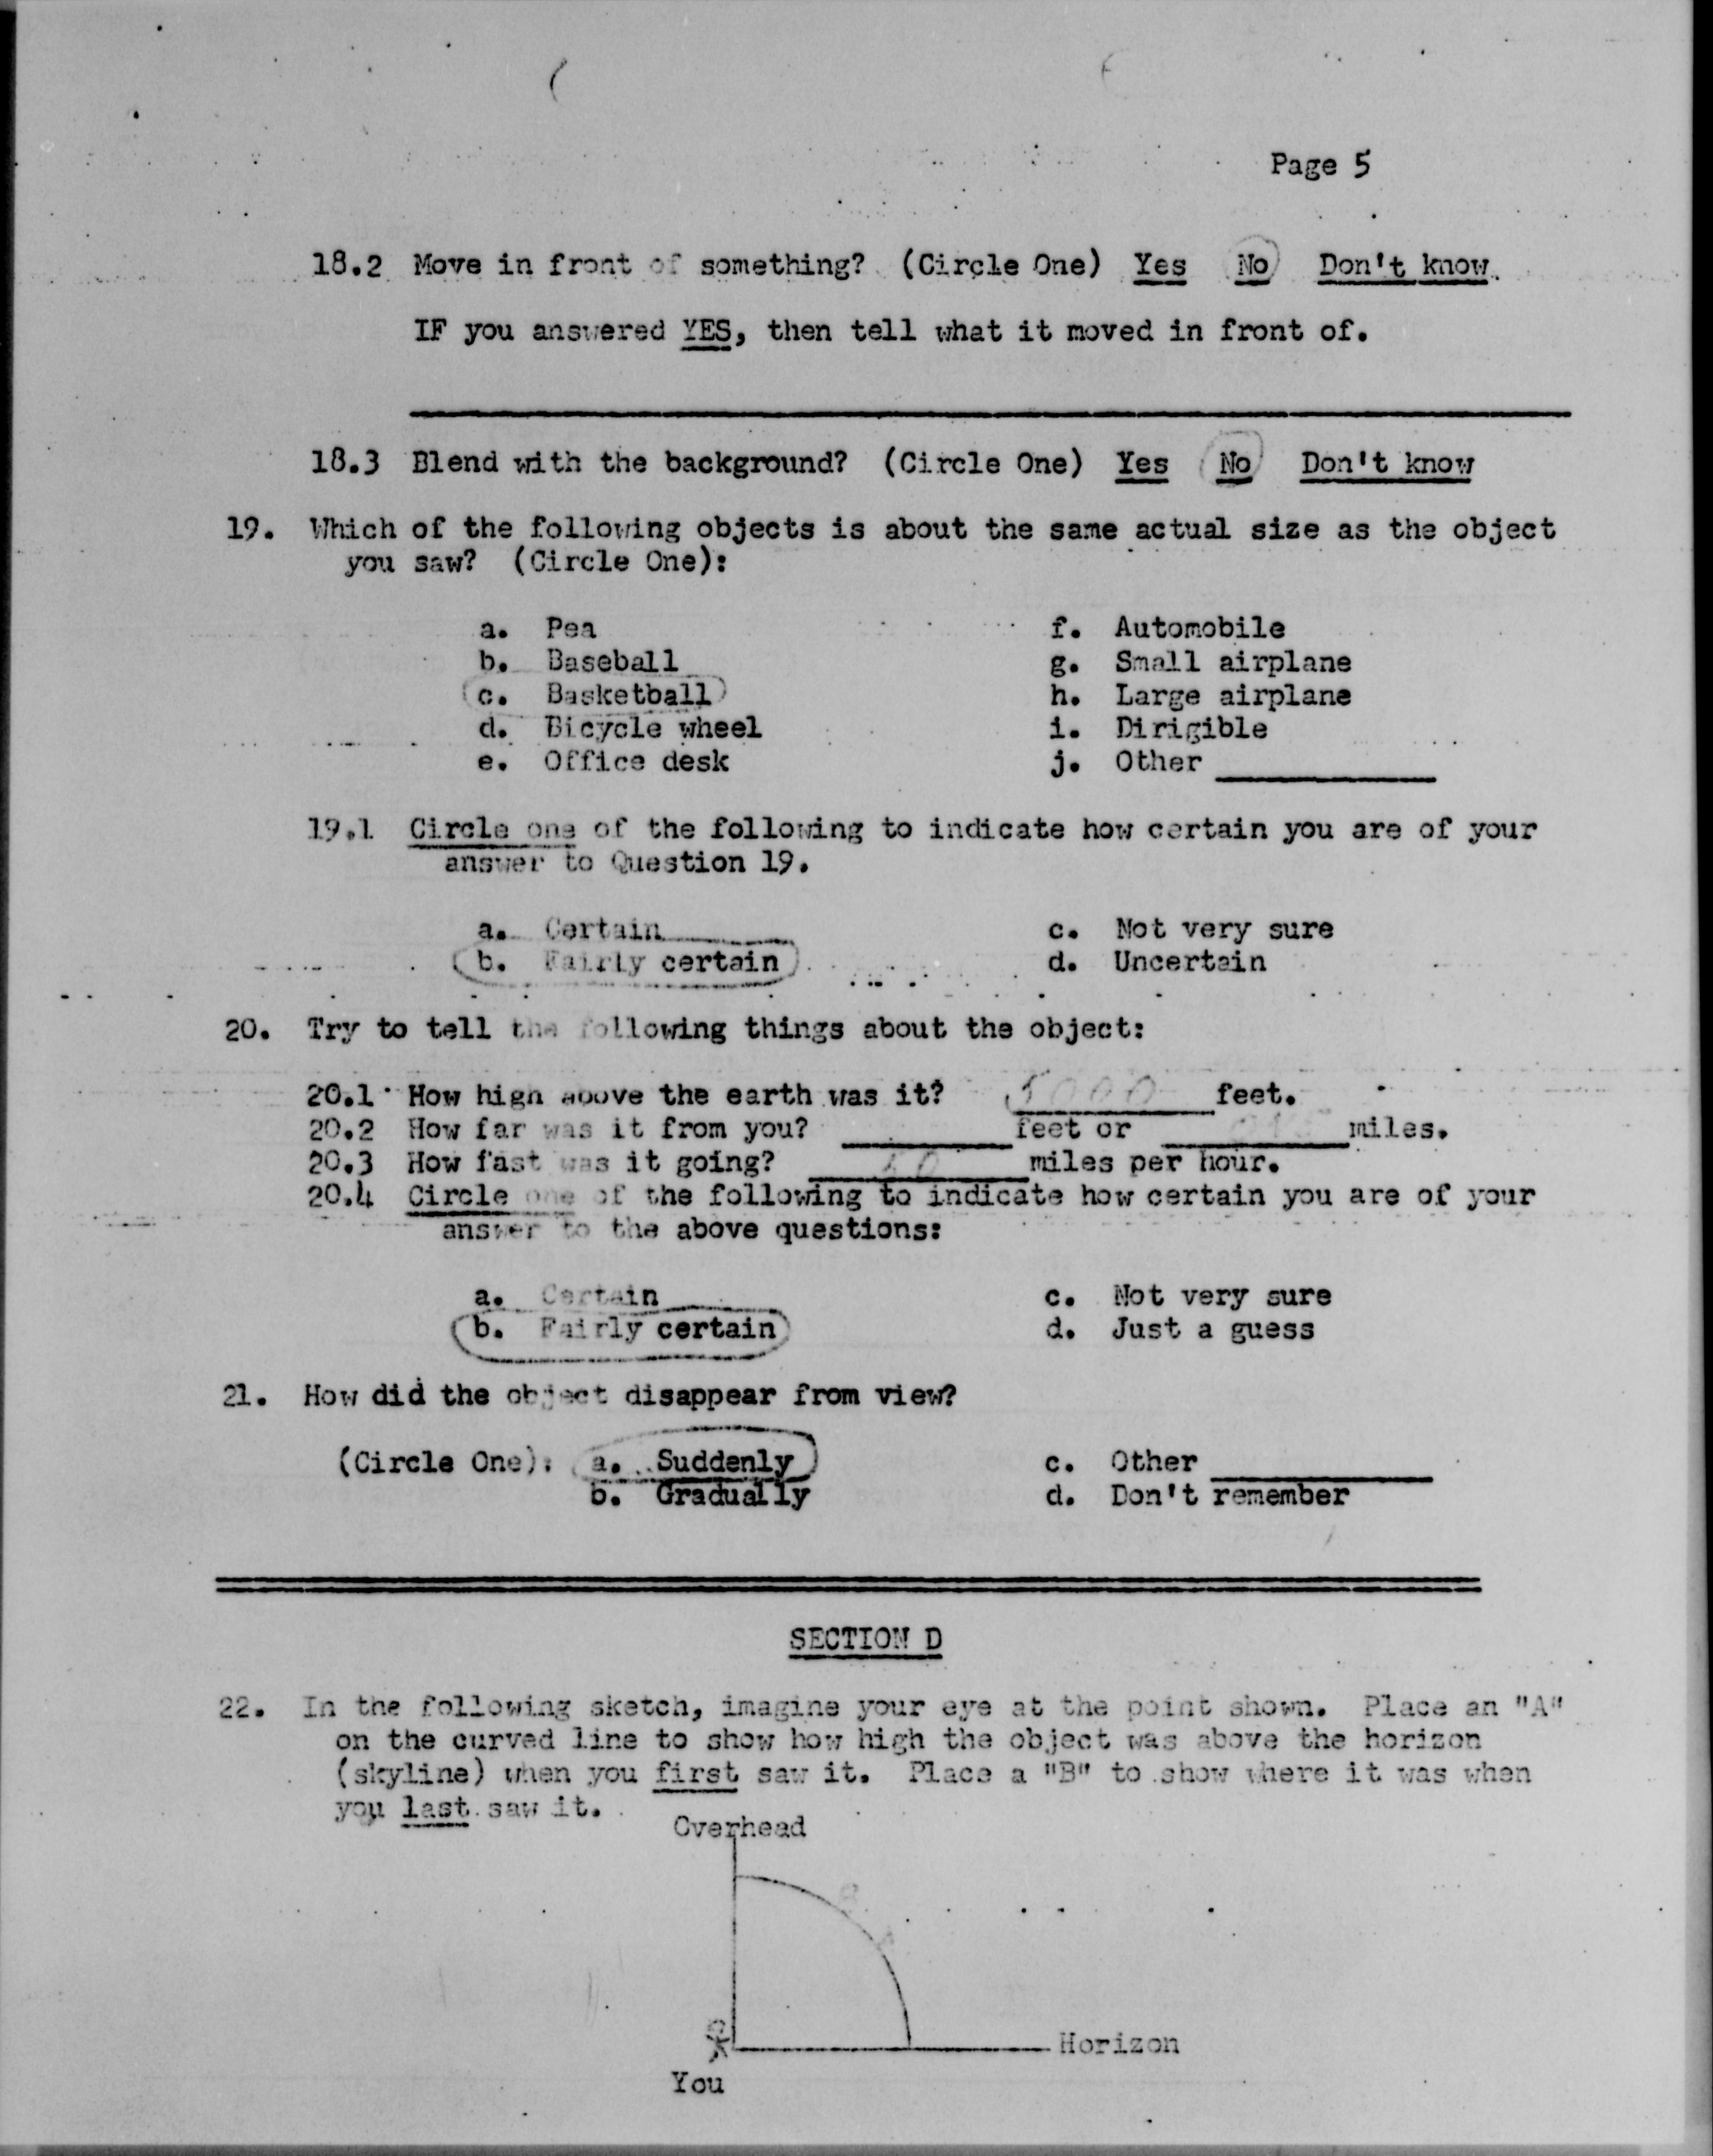 Page 5
18.2 Move in front of something? (Circle One) Yes No Don't know.
IF you answered YES, then tell what it moved in front of.
18.3 Blend with the background? (Circle One) Yes No Don't know
19. Which of the following objects is about the same actual size as the object
you saw? (Circle One):
a. Pea
b. Baseball
c. Basketball
d. Bicycle wheel
e. Office desk
f. Automobile
g. Small airplane
h. Large airplane
i. Dirigible
j. Other
19.1 Circle one of the following to indicate how certain you are of your
answer to Question 19.
a. Certain
b. Fairly certain
c. Not very sure
d. Uncertain
20. Try to tell the following things about the object:
20.1 How high above the earth was it? 5000 feet.
20.2 How far was it from you? feet or miles.
20.3 How fast was it going? miles per hour.
20.4 Circle one of the following to indicate how certain you are of your
answer to the above questions:
a. Certain
b. Fairly certain
c. Not very sure
d. Just a guess
21. How did the object disappear from view?
(Circle One): a. Suddenly
b. Gradually
c. Other
d. Don't remember
SECTION D
22. In the following sketch, imagine your eye at the point shown. Place an "A"
on the curved line to show how high the object was above the horizon
(skyline) when you first saw it. Place a "B" to show where it was when
you last saw it.
Overhead
B
A
Horizon
You